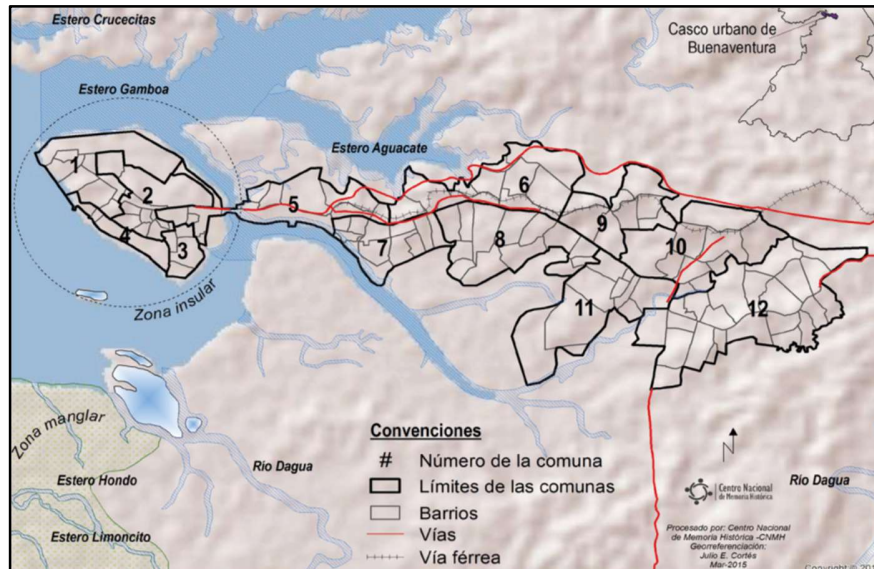 Estero Crucecitas
Casco urbano de
Buenaventura
Estero Gamboa
Estero Aguacate
1
2
3
4
5
6
7
8
9
10
11
12
Zona insular
Zona manglar
Estero Hondo
Estero Limoncito
Rio Dagua
Convenciones
# Número de la comuna
Límites de las comunas
Barrios
Vías
Vía férrea
N
Centro Nacional
de Memoria Histórica
Rio Dagua
Procesado por: Centro Nacional
de Memoria Histórica -CNMH
Georreferenciación:
Julio E. Cortés
Mar-2015
Copyright ©